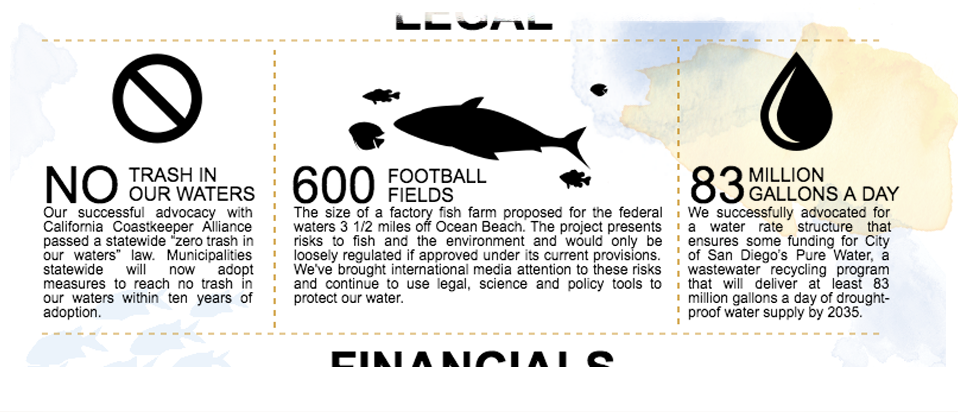 LEGAL
NO TRASH IN
OUR WATERS
Our successful advocacy with
California Coastkeeper Alliance
passed a statewide “zero trash in
our waters” law. Municipalities
statewide will now adopt
measures to reach no trash in
our waters within ten years of
adoption.
600 FOOTBALL
FIELDS
The size of a factory fish farm proposed for the federal
waters 3 1/2 miles off Ocean Beach. The project presents
risks to fish and the environment and would only be
loosely regulated if approved under its current provisions.
We’ve brought international media attention to these risks
and continue to use legal, science and policy tools to
protect our water.
83 MILLION
GALLONS A DAY
We successfully advocated for
a water rate structure that
ensures some funding for City
of San Diego’s Pure Water, a
wastewater recycling program
that will deliver at least 83
million gallons a day of drought-
proof water supply by 2035.
FINANCIALS